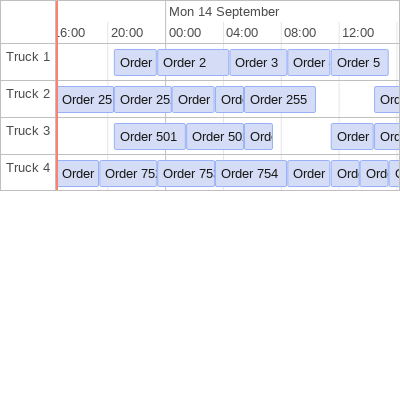 Mon 14 September
16:00 20:00 00:00 04:00 08:00 12:00
Truck 1 Order Order 2 Order 3 Order Order 5
Truck 2 Order 25 Order 25 Order Ord Order 255 Ord
Truck 3 Order 501 Order 50 Ord Order Ord
Truck 4 Order Order 75 Order 75 Order 754 Order Ord Ord